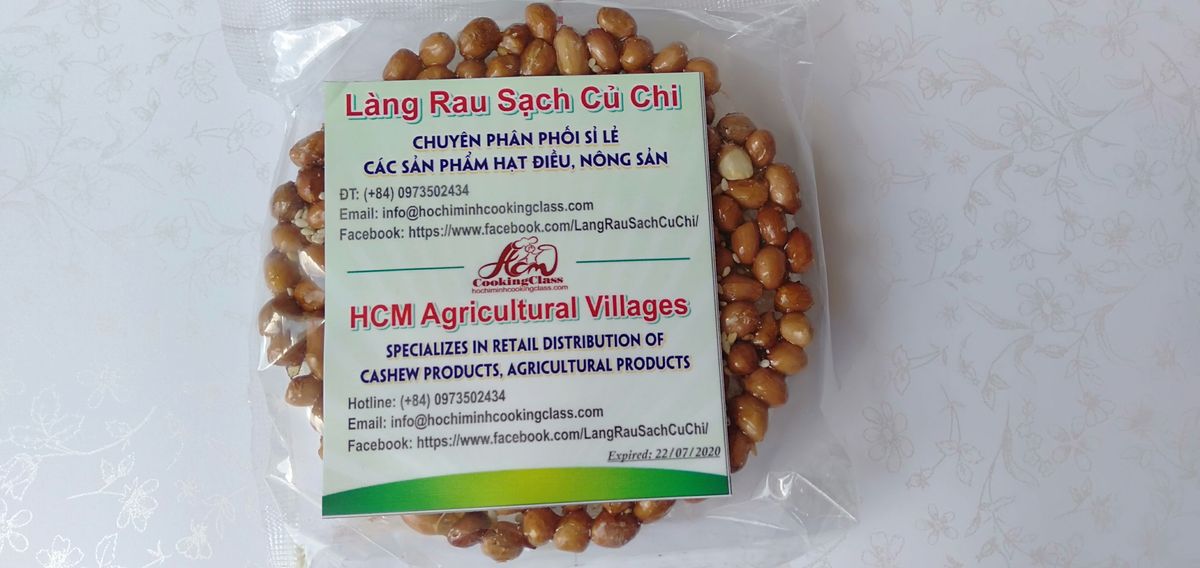 Làng Rau Sạch Củ Chi
CHUYÊN PHÂN PHỐI SỈ LẺ
CÁC SẢN PHẨM HẠT ĐIỀU, NÔNG SẢN
ĐT: (+84) 0973502434
Email: info@hochiminhcookingclass.com
Facebook: https://www.facebook.com/LangRauSachCuChi/
Hcm
CookingClass
hochiminhcookingclass.com
HCM Agricultural Villages
SPECIALIZES IN RETAIL DISTRIBUTION OF
CASHEW PRODUCTS, AGRICULTURAL PRODUCTS
Hotline: (+84) 0973502434
Email: info@hochiminhcookingclass.com
Facebook: https://www.facebook.com/LangRauSachCuChi/
Expired: 22/07/2020